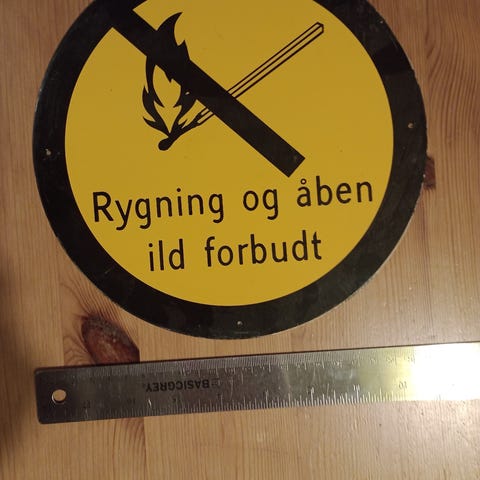 Rygning og åben
ild forbudt
BASICGREY.